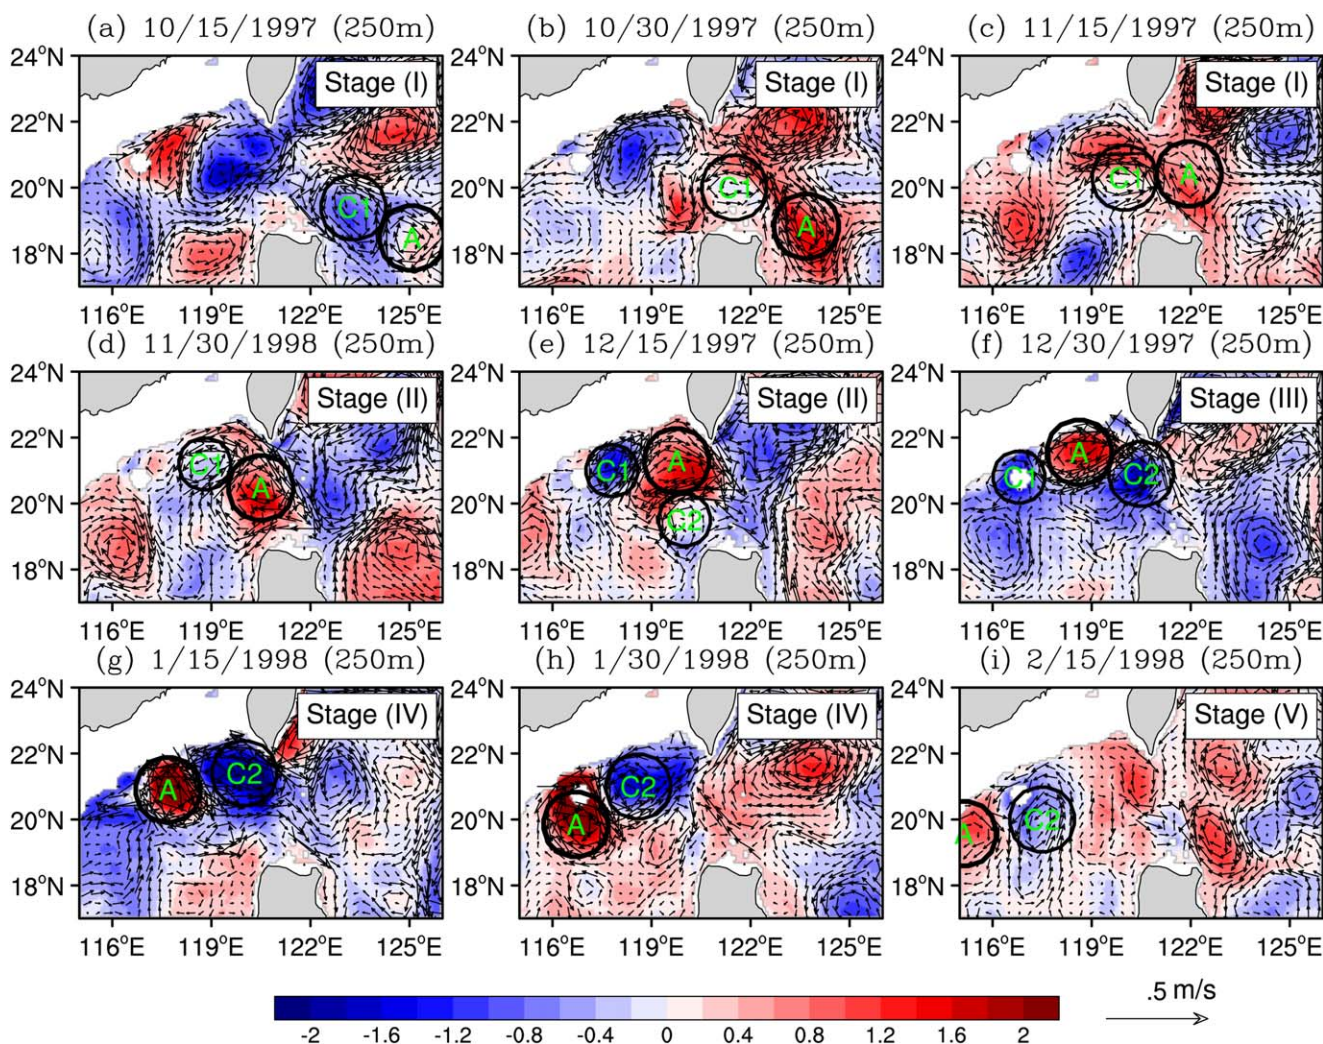 (a) 10/15/1997 (250m) (b) 10/30/1997 (250m) (c) 11/15/1997 (250m)
24°N 24°N 24°N
Stage (I) Stage (I) Stage (I)
22°N 22°N 22°N
20°N C1 20°N C1 20°N C1 A
18°N A 18°N A 18°N
116°E 119°E 122°E 125°E 116°E 119°E 122°E 125°E 116°E 119°E 122°E 125°E
(d) 11/30/1998 (250m) (e) 12/15/1997 (250m) (f) 12/30/1997 (250m)
24°N 24°N 24°N
Stage (II) Stage (II) Stage (III)
22°N C1 22°N C1 A 22°N C1 A C2
20°N A 20°N C2 20°N
18°N 18°N 18°N
116°E 119°E 122°E 125°E 116°E 119°E 122°E 125°E 116°E 119°E 122°E 125°E
(g) 1/15/1998 (250m) (h) 1/30/1998 (250m) (i) 2/15/1998 (250m)
24°N 24°N 24°N
Stage (IV) Stage (IV) Stage (V)
22°N A C2 22°N C2 22°N
20°N 20°N A 20°N A C2
18°N 18°N 18°N
116°E 119°E 122°E 125°E 116°E 119°E 122°E 125°E 116°E 119°E 122°E 125°E
.5 m/s
-2 -1.6 -1.2 -0.8 -0.4 0 0.4 0.8 1.2 1.6 2